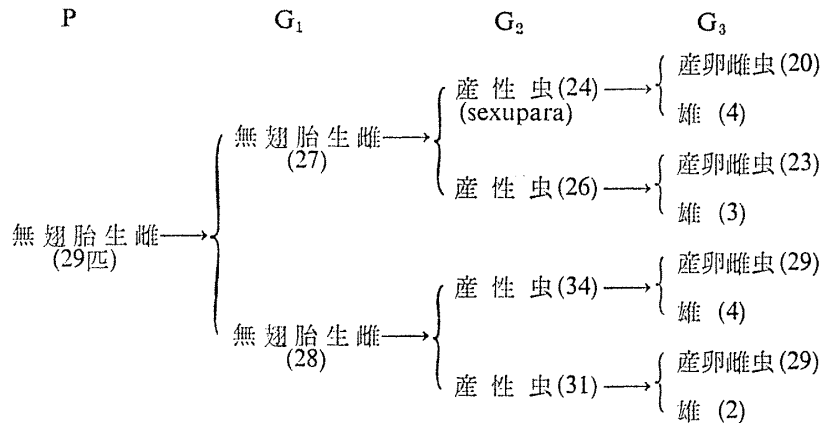 P G₁ G₂ G₃
産卵雌虫(20)
産性虫(24)
(sexupara)
雄 (4)
無翅胎生雌
(27)
産卵雌虫(23)
産性虫(26)
雄 (3)
無翅胎生雌
(29匹)
産卵雌虫(29)
産性虫(34)
雄 (4)
無翅胎生雌
(28)
産卵雌虫(29)
産性虫(31)
雄 (2)